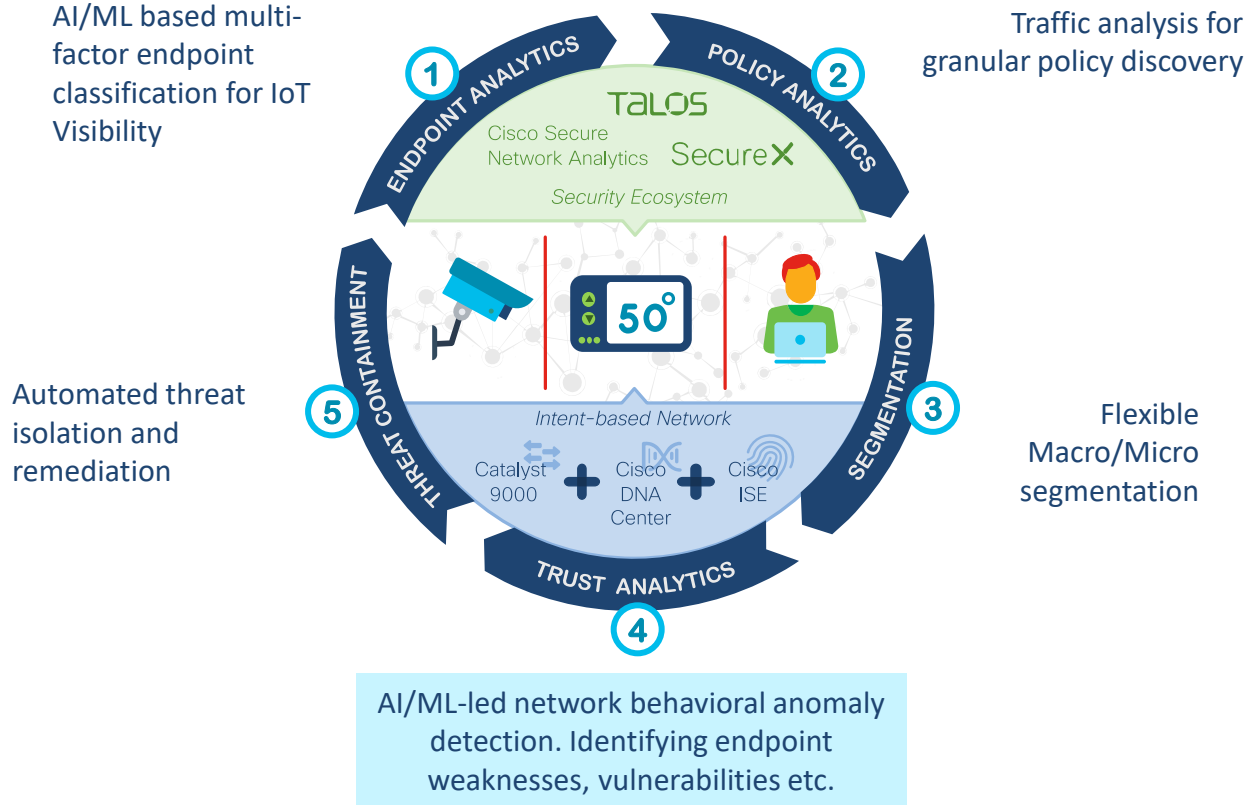 AI/ML based multi-
factor endpoint
classification for IoT
Visibility
1
ENDPOINT ANALYTICS
2
POLICY ANALYTICS
Traffic analysis for
granular policy discovery
TALOS
Cisco Secure
Network Analytics
SecureX
Security Ecosystem
50°
3
SEGMENTATION
Flexible
Macro/Micro
segmentation
Intent-based Network
Catalyst
9000
+
Cisco
DNA
Center
+
Cisco
ISE
TRUST ANALYTICS
4
AI/ML-led network behavioral anomaly
detection. Identifying endpoint
weaknesses, vulnerabilities etc.
5
THREAT CONTAINMENT
Automated threat
isolation and
remediation